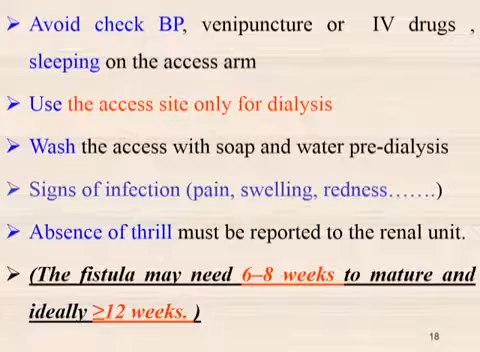 ➢ Avoid check BP, venipuncture or IV drugs ,
sleeping on the access arm
➢ Use the access site only for dialysis
➢ Wash the access with soap and water pre-dialysis
➢ Signs of infection (pain, swelling, redness…….)
➢ Absence of thrill must be reported to the renal unit.
➢ (The fistula may need 6–8 weeks to mature and
ideally ≥12 weeks. )
18